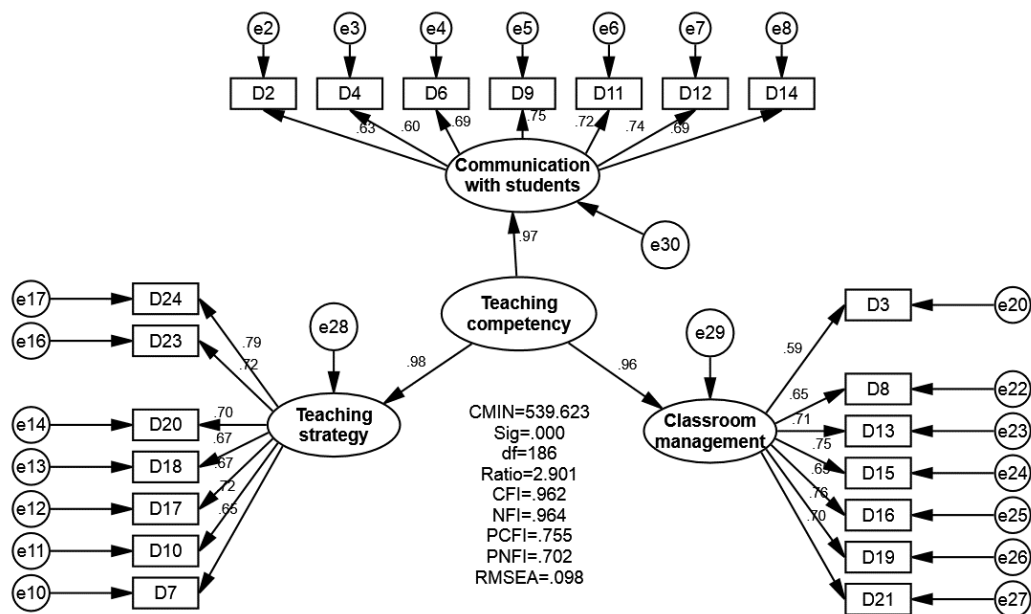 e2 e3 e4 e5 e6 e7 e8
D2 D4 D6 D9 D11 D12 D14
.63 .60 .69 .75 .72 .74 .69
Communication
with students
.97
e30
Teaching
competency
e17 D24
e16 D23
.79
.72
e28
.98
Teaching
strategy
e14 D20
e13 D18
e12 D17
e11 D10
e10 D7
.70
.67
.67
.72
.65
.96
e29
Classroom
management
D3 e20
D8 e22
D13 e23
D15 e24
D16 e25
D19 e26
D21 e27
.59
.65
.71
.75
.65
.76
.70
CMIN=539.623
Sig=.000
df=186
Ratio=2.901
CFI=.962
NFI=.964
PCFI=.755
PNFI=.702
RMSEA=.098